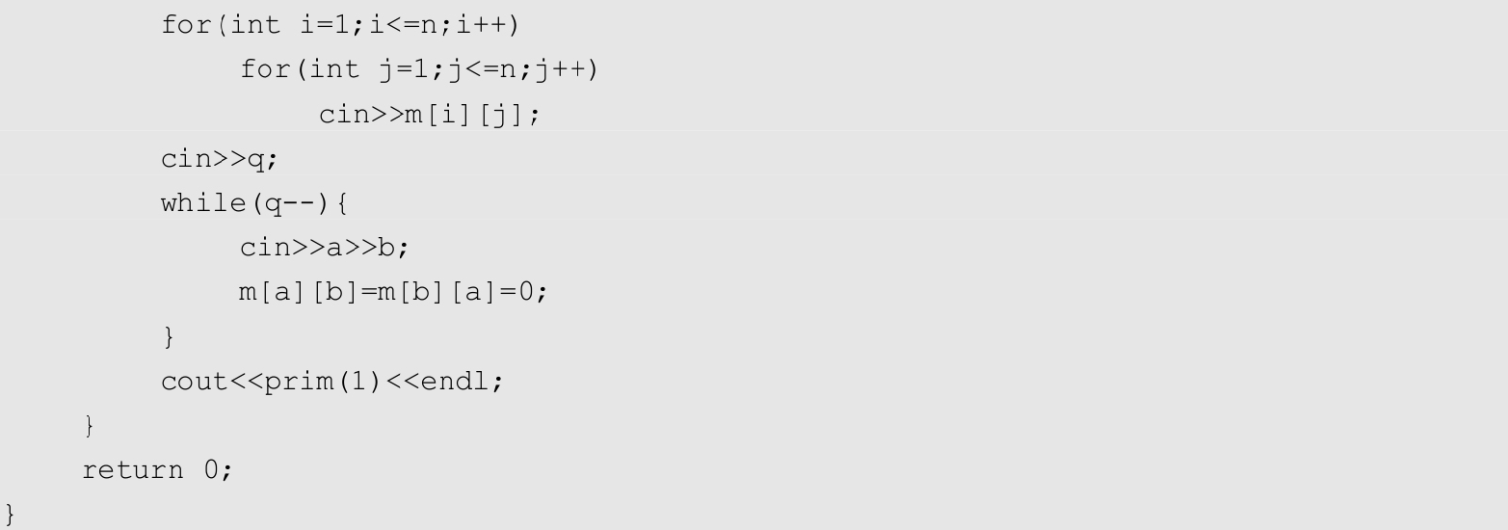 for(int i=1;i<=n;i++)
for(int j=1;j<=n;j++)
cin>>m[i][j];
cin>>q;
while(q--){
cin>>a>>b;
m[a][b]=m[b][a]=0;
}
cout<<prim(1)<<endl;
}
return 0;
}